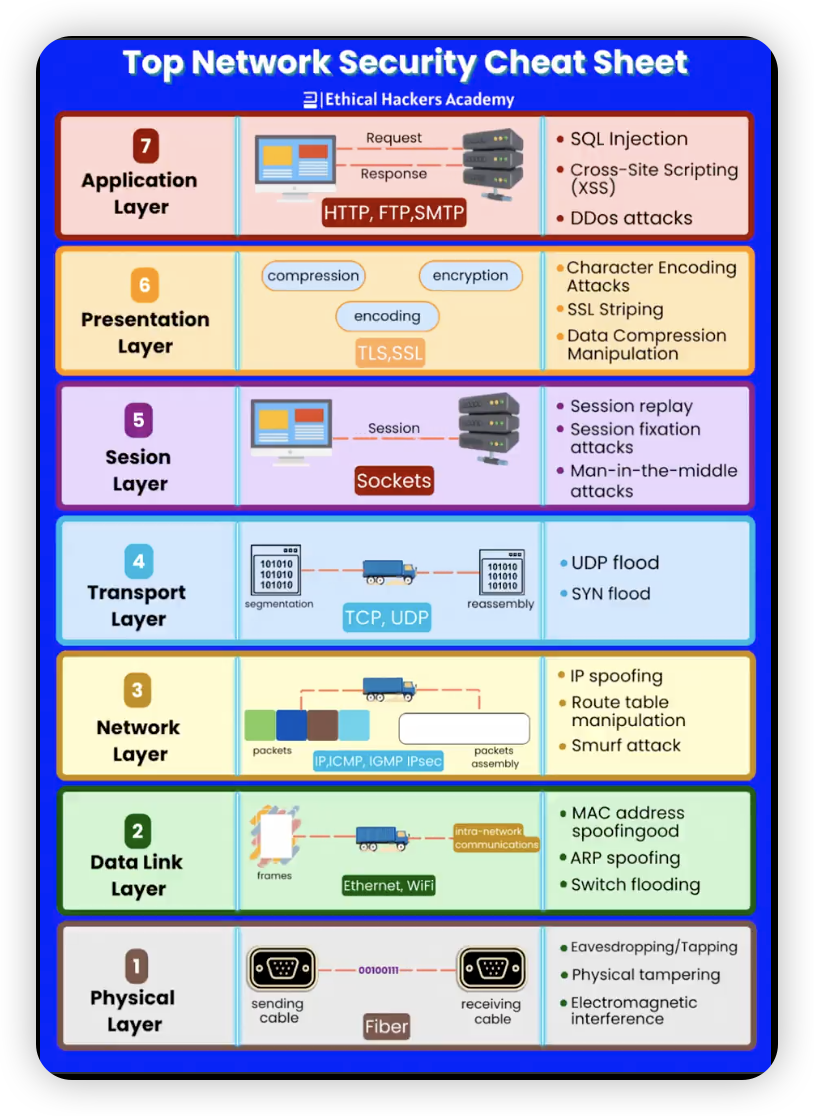 Top Network Security Cheat Sheet
|Ethical Hackers Academy
7
Application
Layer
Request
Response
HTTP, FTP,SMTP
• SQL Injection
• Cross-Site Scripting
(XSS)
• DDos attacks
6
Presentation
Layer
compression
encryption
encoding
TLS,SSL
• Character Encoding
Attacks
• SSL Striping
• Data Compression
Manipulation
5
Sesion
Layer
Session
Sockets
• Session replay
• Session fixation
attacks
• Man-in-the-middle
attacks
4
Transport
Layer
101010
101010
101010
segmentation
101010
101010
101010
reassembly
TCP, UDP
• UDP flood
• SYN flood
3
Network
Layer
packets
IP,ICMP, IGMP IPsec
packets
assembly
• IP spoofing
• Route table
manipulation
• Smurf attack
2
Data Link
Layer
frames
intra-network
communications
Ethernet, WiFi
• MAC address
spoofingood
• ARP spoofing
• Switch flooding
1
Physical
Layer
00100111
sending
cable
receiving
cable
Fiber
• Eavesdropping/Tapping
• Physical tampering
• Electromagnetic
interference